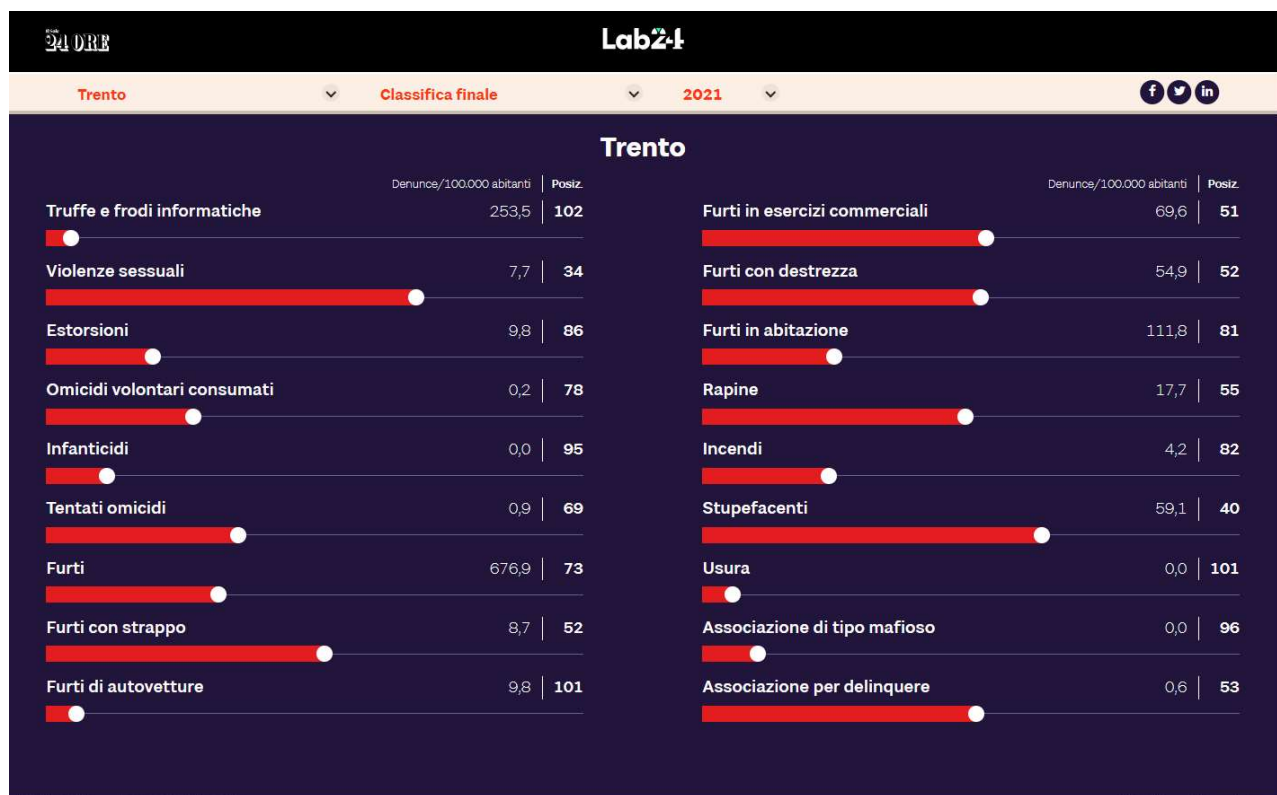 Il Sole
24 ORE
Lab24
Trento Classifica finale 2021
Trento
Denunce/100.000 abitanti Posiz.
Truffe e frodi informatiche 253,5 102
Violenze sessuali 7,7 34
Estorsioni 9,8 86
Omicidi volontari consumati 0,2 78
Infanticidi 0,0 95
Tentati omicidi 0,9 69
Furti 676,9 73
Furti con strappo 8,7 52
Furti di autovetture 9,8 101
Denunce/100.000 abitanti Posiz.
Furti in esercizi commerciali 69,6 51
Furti con destrezza 54,9 52
Furti in abitazione 111,8 81
Rapine 17,7 55
Incendi 4,2 82
Stupefacenti 59,1 40
Usura 0,0 101
Associazione di tipo mafioso 0,0 96
Associazione per delinquere 0,6 53